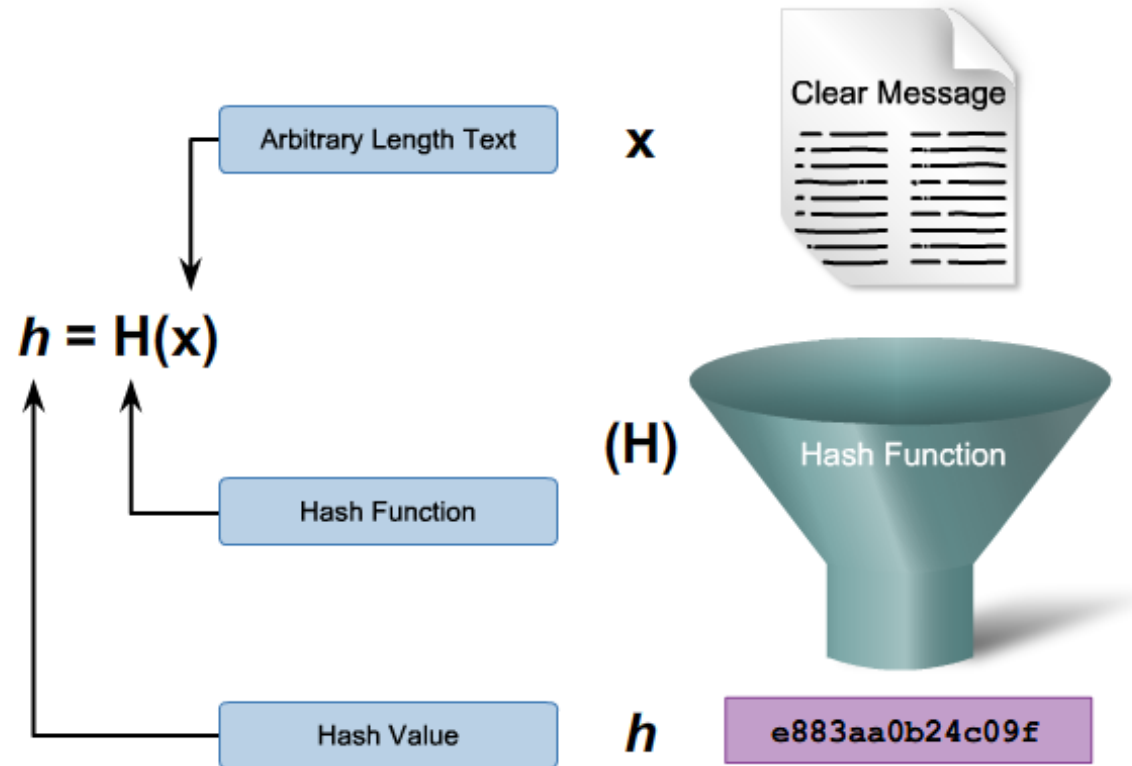 Clear Message
Arbitrary Length Text
x
h = H(x)
(H)
Hash Function
Hash Function
Hash Value
h
e883aa0b24c09f